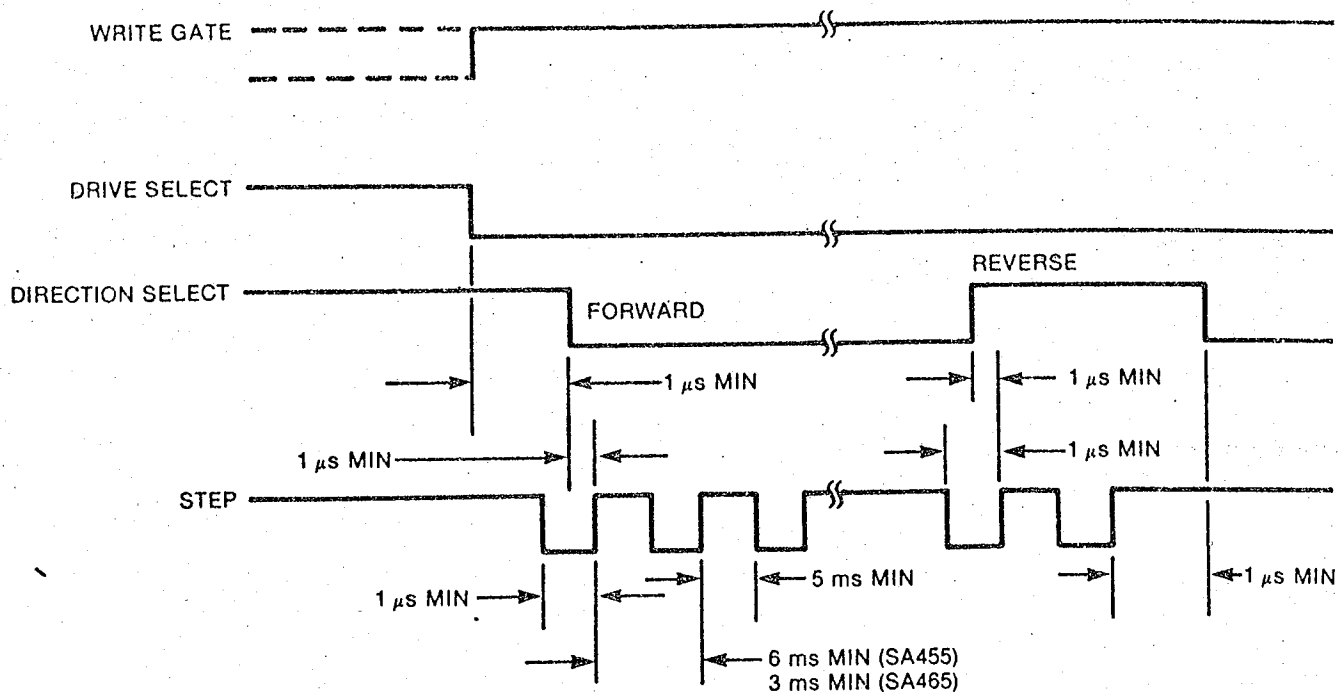 WRITE GATE
DRIVE SELECT
DIRECTION SELECT
FORWARD
REVERSE
1 μs MIN
1 μs MIN
1 μs MIN
1 μs MIN
STEP
1 μs MIN
5 ms MIN
1 μs MIN
6 ms MIN (SA455)
3 ms MIN (SA465)